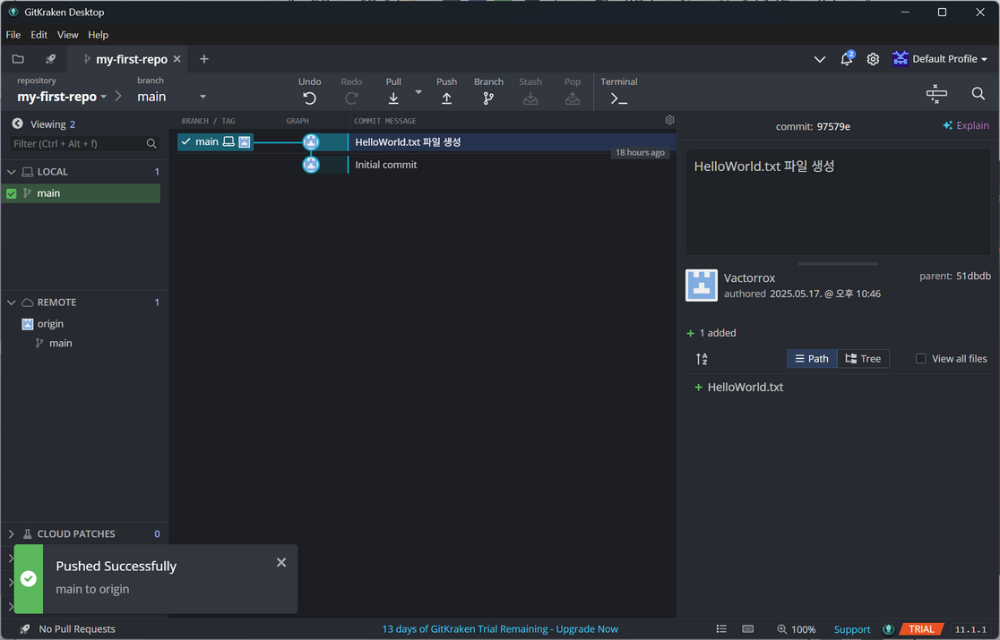 GitKraken Desktop
File Edit View Help
my-first-repo
2 Default Profile
repository
my-first-repo
branch
main
Undo Redo Pull Push Branch Stash Pop Terminal
Viewing 2
Filter (Ctrl + Alt + f)
LOCAL 1
main
REMOTE 1
origin
main
CLOUD PATCHES 0
BRANCH / TAG GRAPH COMMIT MESSAGE
main HelloWorld.txt 파일 생성
18 hours ago
Initial commit
commit: 97579e Explain
HelloWorld.txt 파일 생성
Vactorrox parent: 51dbdb
authored 2025.05.17. @ 오후 10:46
1 added
Path Tree View all files
HelloWorld.txt
Pushed Successfully
main to origin
No Pull Requests 13 days of GitKraken Trial Remaining - Upgrade Now 100% Support TRIAL 11.1.1